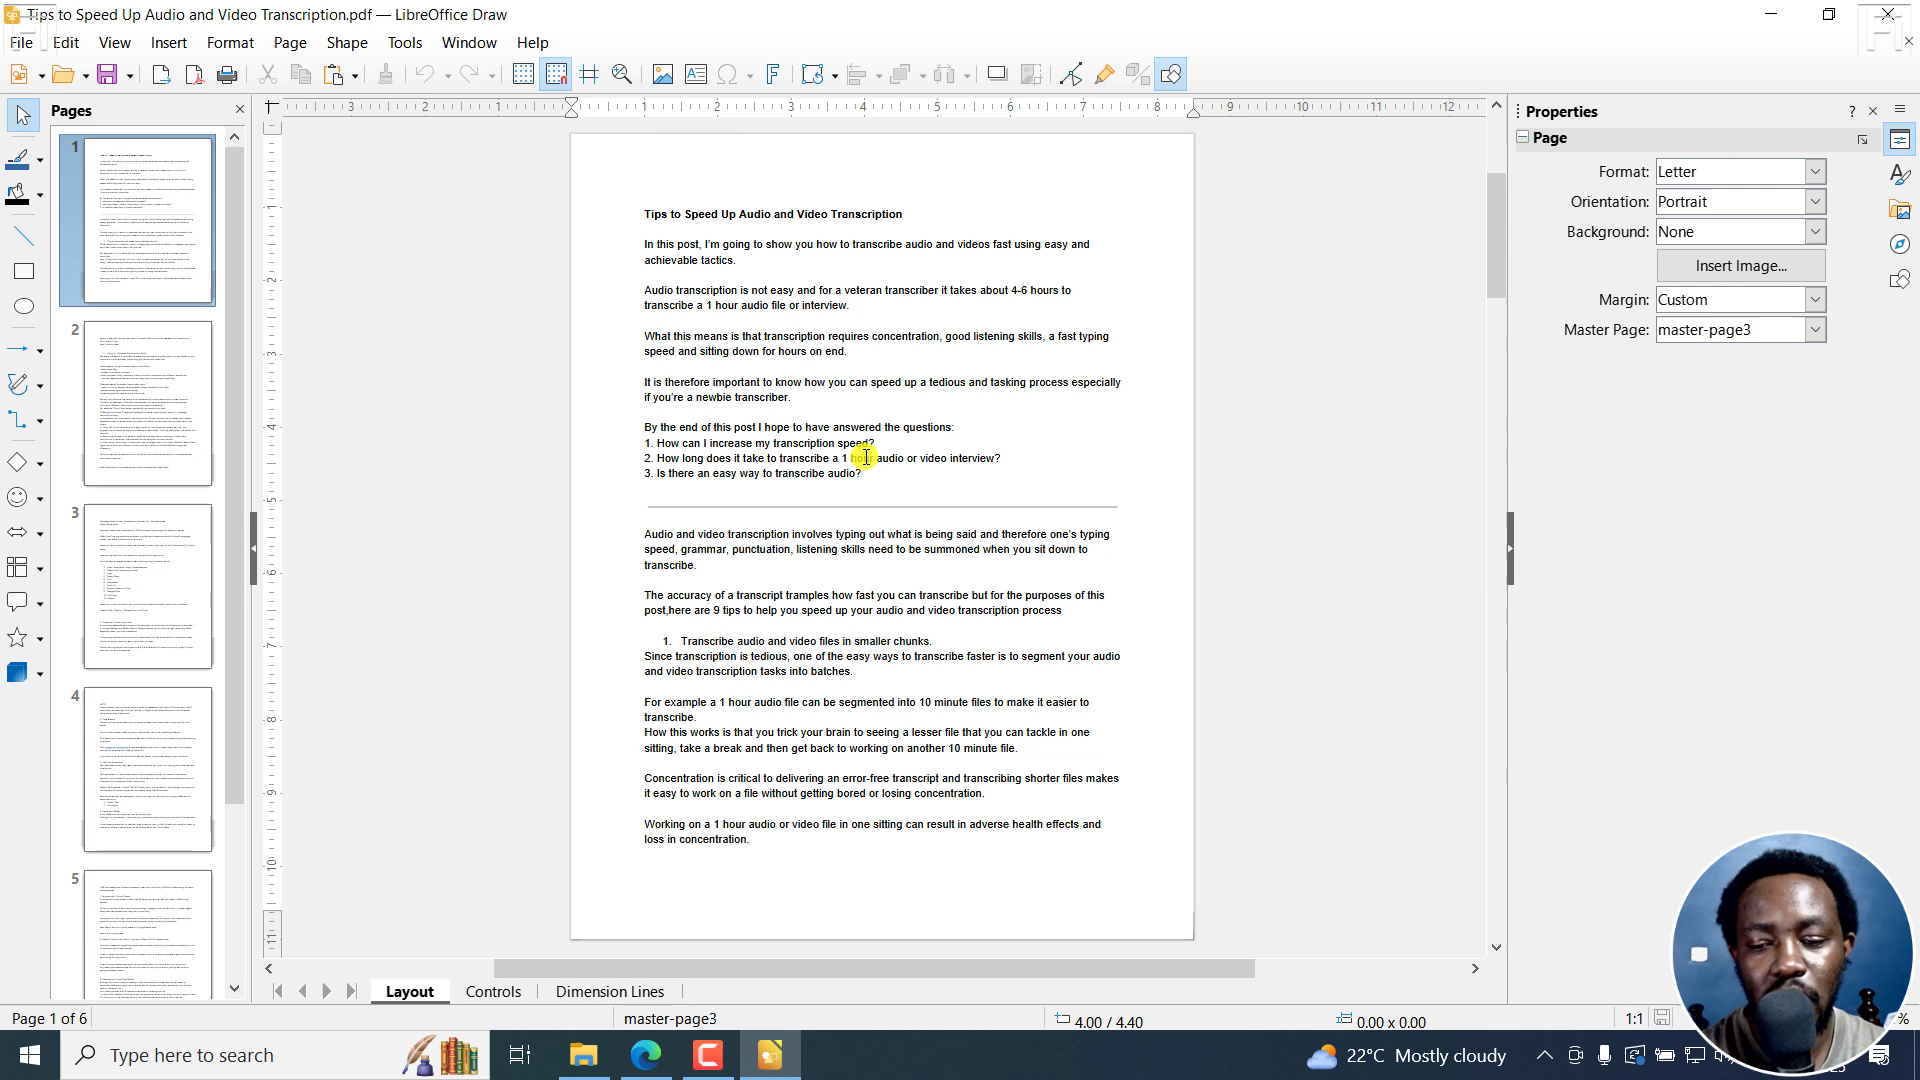 Tips to Speed Up Audio and Video Transcription.pdf — LibreOffice Draw
File Edit View Insert Format Page Shape Tools Window Help
Pages
Properties
Page
Format: Letter
Orientation: Portrait
Background: None
Insert Image...
Margin: Custom
Master Page: master-page3
1
2
3
4
5
Tips to Speed Up Audio and Video Transcription
In this post, I'm going to show you how to transcribe audio and videos fast using easy and
achievable tactics.
Audio transcription is not easy and for a veteran transcriber it takes about 4-6 hours to
transcribe a 1 hour audio file or interview.
What this means is that transcription requires concentration, good listening skills, a fast typing
speed and sitting down for hours on end.
It is therefore important to know how you can speed up a tedious and tasking process especially
if you're a newbie transcriber.
By the end of this post I hope to have answered the questions:
1. How can I increase my transcription speed?
2. How long does it take to transcribe a 1 hour audio or video interview?
3. Is there an easy way to transcribe audio?
Audio and video transcription involves typing out what is being said and therefore one's typing
speed, grammar, punctuation, listening skills need to be summoned when you sit down to
transcribe.
The accuracy of a transcript tramples how fast you can transcribe but for the purposes of this
post,here are 9 tips to help you speed up your audio and video transcription process
1. Transcribe audio and video files in smaller chunks.
Since transcription is tedious, one of the easy ways to transcribe faster is to segment your audio
and video transcription tasks into batches.
For example a 1 hour audio file can be segmented into 10 minute files to make it easier to
transcribe.
How this works is that you trick your brain to seeing a lesser file that you can tackle in one
sitting, take a break and then get back to working on another 10 minute file.
Concentration is critical to delivering an error-free transcript and transcribing shorter files makes
it easy to work on a file without getting bored or losing concentration.
Working on a 1 hour audio or video file in one sitting can result in adverse health effects and
loss in concentration.
Layout Controls Dimension Lines
Page 1 of 6 master-page3 4.00 / 4.40 0.00 x 0.00 1:1 %
Type here to search 22°C Mostly cloudy